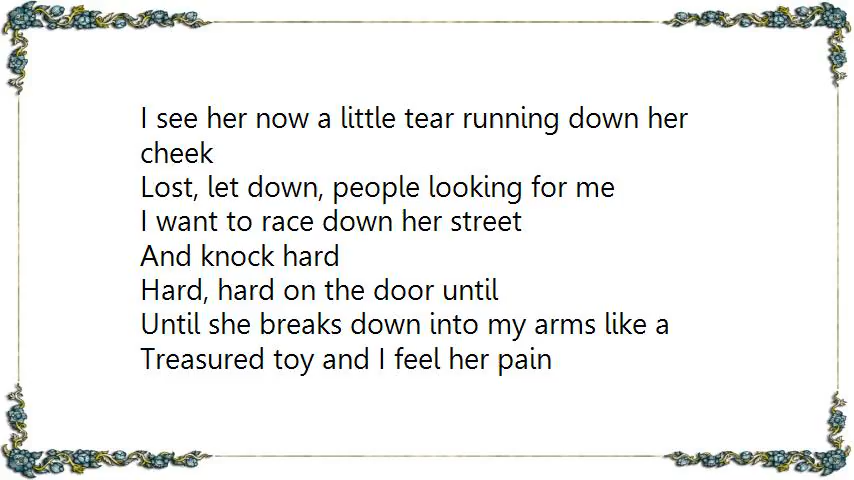 I see her now a little tear running down her
cheek
Lost, let down, people looking for me
I want to race down her street
And knock hard
Hard, hard on the door until
Until she breaks down into my arms like a
Treasured toy and I feel her pain